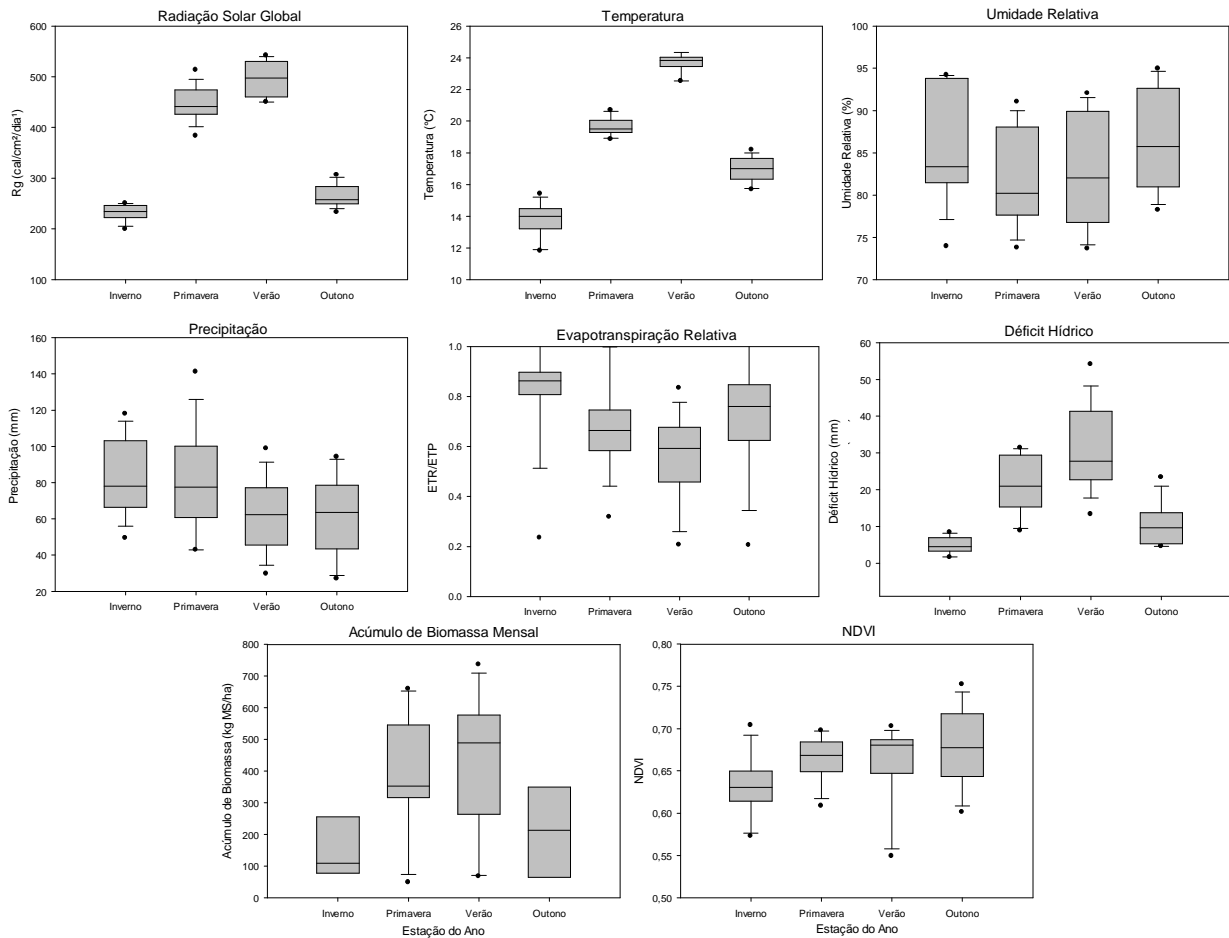 Radiação Solar Global
Rg (cal/cm²/dia¹)
600
500
400
300
200
100
Inverno Primavera Verão Outono
Temperatura
Temperatura (ºC)
26
24
22
20
18
16
14
12
10
Inverno Primavera Verão Outono
Umidade Relativa
Umidade Relativa (%)
100
95
90
85
80
75
70
Inverno Primavera Verão Outono
Precipitação
Precipitação (mm)
160
140
120
100
80
60
40
20
Inverno Primavera Verão Outono
Evapotranspiração Relativa
ETR/ETP
1.0
0.8
0.6
0.4
0.2
0.0
Inverno Primavera Verão Outono
Déficit Hídrico
Déficit Hídrico (mm)
60
50
40
30
20
10
0
Inverno Primavera Verão Outono
Acúmulo de Biomassa Mensal
Acúmulo de Biomassa (kg MS/ha)
800
700
600
500
400
300
200
100
0
Inverno Primavera Verão Outono
Estação do Ano
NDVI
NDVI
0,80
0,75
0,70
0,65
0,60
0,55
0,50
Inverno Primavera Verão Outono
Estação do Ano